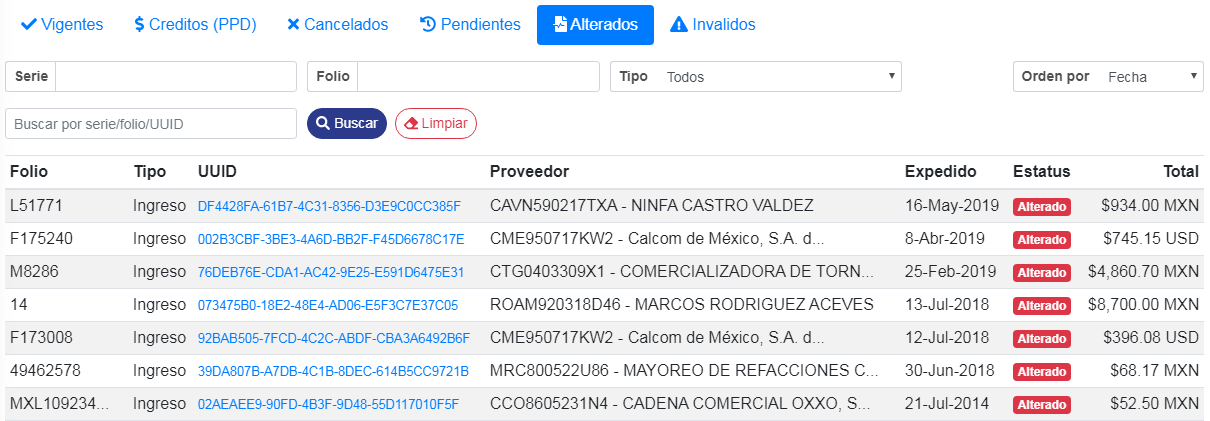 Vigentes Creditos (PPD) Cancelados Pendientes Alterados Invalidos
Serie Folio Tipo Todos Orden por Fecha
Buscar por serie/folio/UUID Buscar Limpiar
Folio Tipo UUID Proveedor Expedido Estatus Total
L51771 Ingreso DF4428FA-61B7-4C31-8356-D3E9C0CC385F CAVN590217TXA - NINFA CASTRO VALDEZ 16-May-2019 Alterado $934.00 MXN
F175240 Ingreso 002B3CBF-3BE3-4A6D-BB2F-F45D6678C17E CME950717KW2 - Calcom de México, S.A. d... 8-Abr-2019 Alterado $745.15 USD
M8286 Ingreso 76DEB76E-CDA1-AC42-9E25-E591D6475E31 CTG0403309X1 - COMERCIALIZADORA DE TORN... 25-Feb-2019 Alterado $4,860.70 MXN
14 Ingreso 073475B0-18E2-48E4-AD06-E5F3C7E37C05 ROAM920318D46 - MARCOS RODRIGUEZ ACEVES 13-Jul-2018 Alterado $8,700.00 MXN
F173008 Ingreso 92BAB505-7FCD-4C2C-ABDF-CBA3A6492B6F CME950717KW2 - Calcom de México, S.A. d... 12-Jul-2018 Alterado $396.08 USD
49462578 Ingreso 39DA807B-A7DB-4C1B-8DEC-614B5CC9721B MRC800522U86 - MAYOREO DE REFACCIONES C... 30-Jun-2018 Alterado $68.17 MXN
MXL109234... Ingreso 02AEAEE9-90FD-4B3F-9D48-55D117010F5F CCO8605231N4 - CADENA COMERCIAL OXXO, S... 21-Jul-2014 Alterado $52.50 MXN